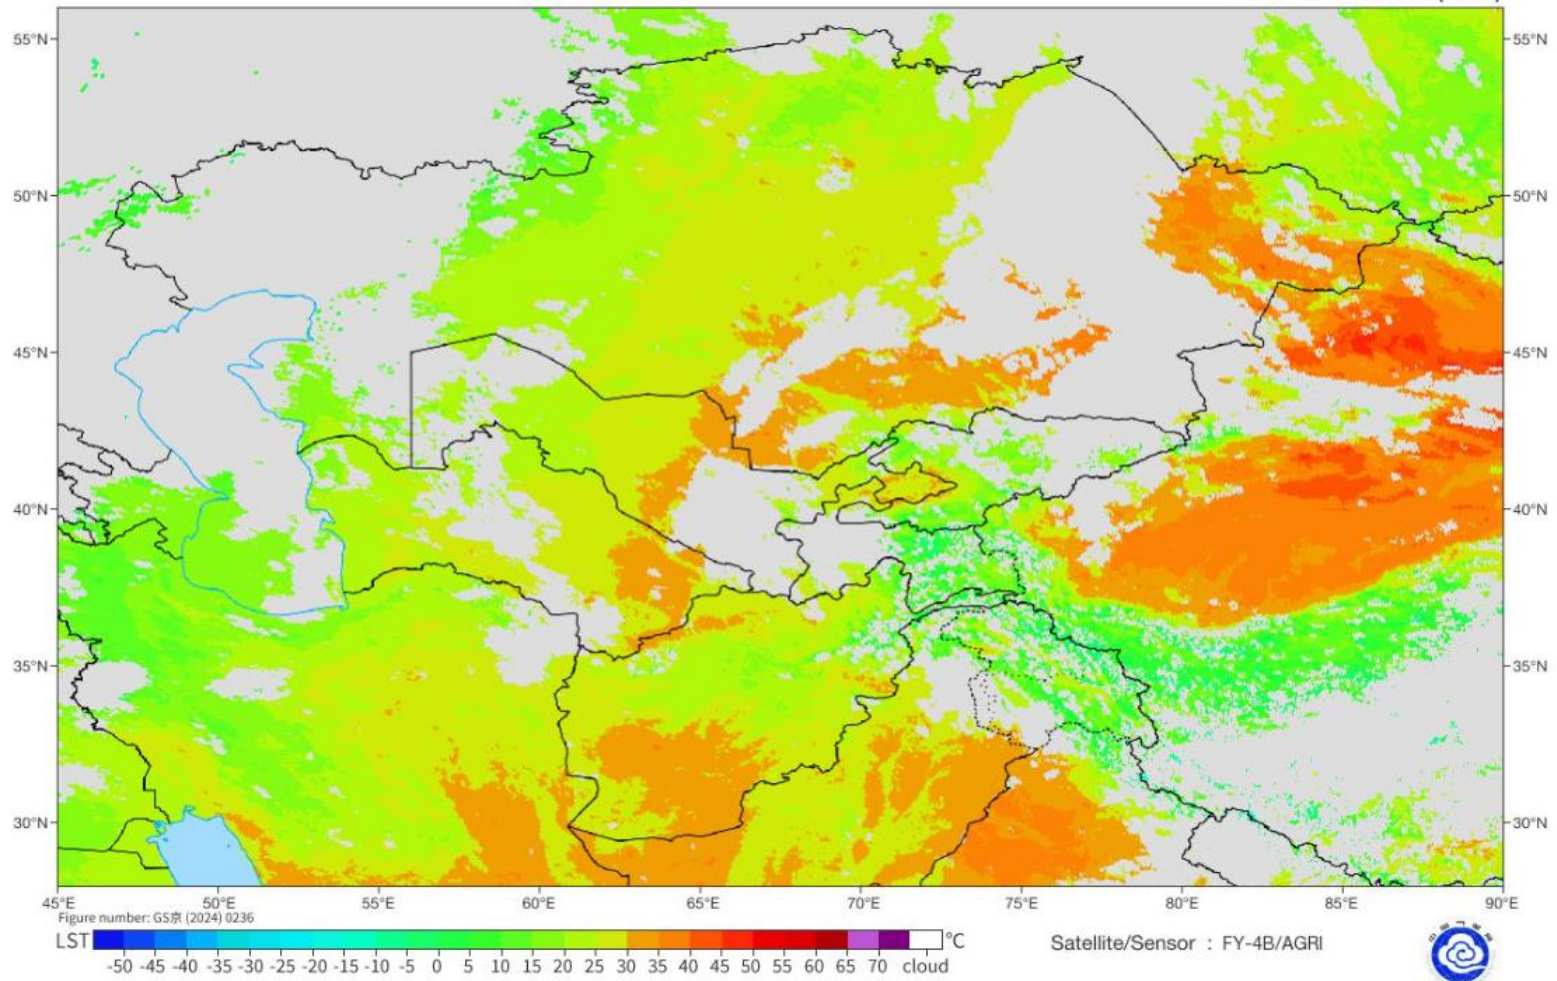 55°N 55°N
50°N 50°N
45°N 45°N
40°N 40°N
35°N 35°N
30°N 30°N
45°E 50°E 55°E 60°E 65°E 70°E 75°E 80°E 85°E 90°E
Figure number: GS京 (2024) 0236
LST °C
-50 -45 -40 -35 -30 -25 -20 -15 -10 -5 0 5 10 15 20 25 30 35 40 45 50 55 60 65 70 cloud
Satellite/Sensor : FY-4B/AGRI